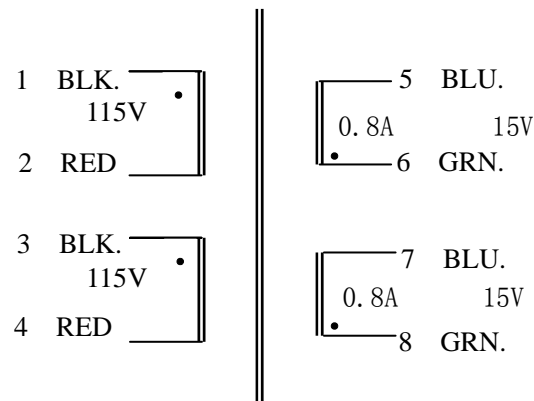 1 BLK.
115V
2 RED
3 BLK.
115V
4 RED
5 BLU.
0.8A 15V
6 GRN.
7 BLU.
0.8A 15V
8 GRN.